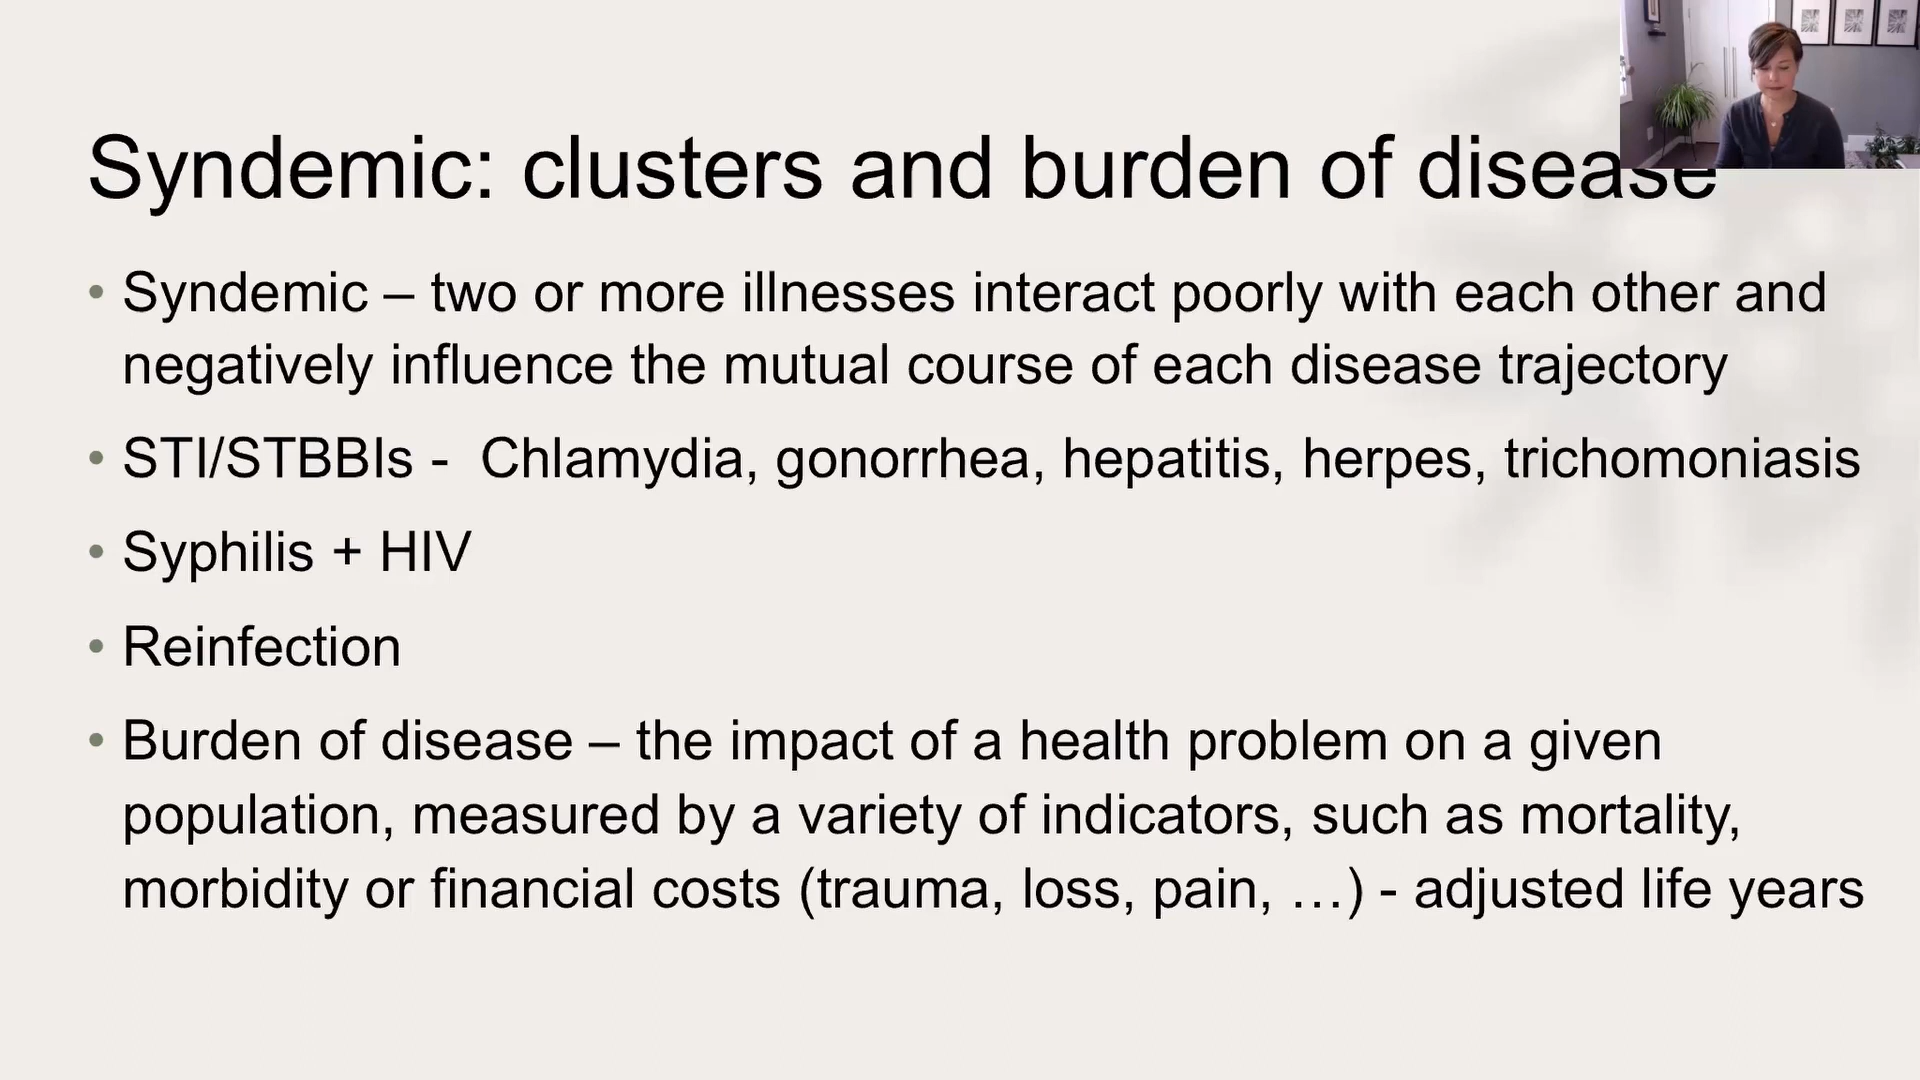 Syndemic: clusters and burden of disease
• Syndemic – two or more illnesses interact poorly with each other and
negatively influence the mutual course of each disease trajectory
• STI/STBBIs -  Chlamydia, gonorrhea, hepatitis, herpes, trichomoniasis
• Syphilis + HIV
• Reinfection
• Burden of disease – the impact of a health problem on a given
population, measured by a variety of indicators, such as mortality,
morbidity or financial costs (trauma, loss, pain, …) - adjusted life years